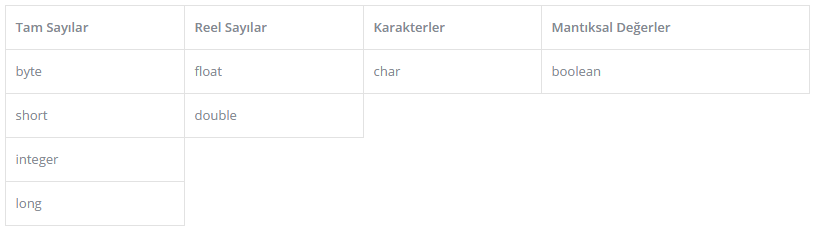 Tam Sayılar Reel Sayılar Karakterler Mantıksal Değerler
byte float char boolean
short double
integer
long